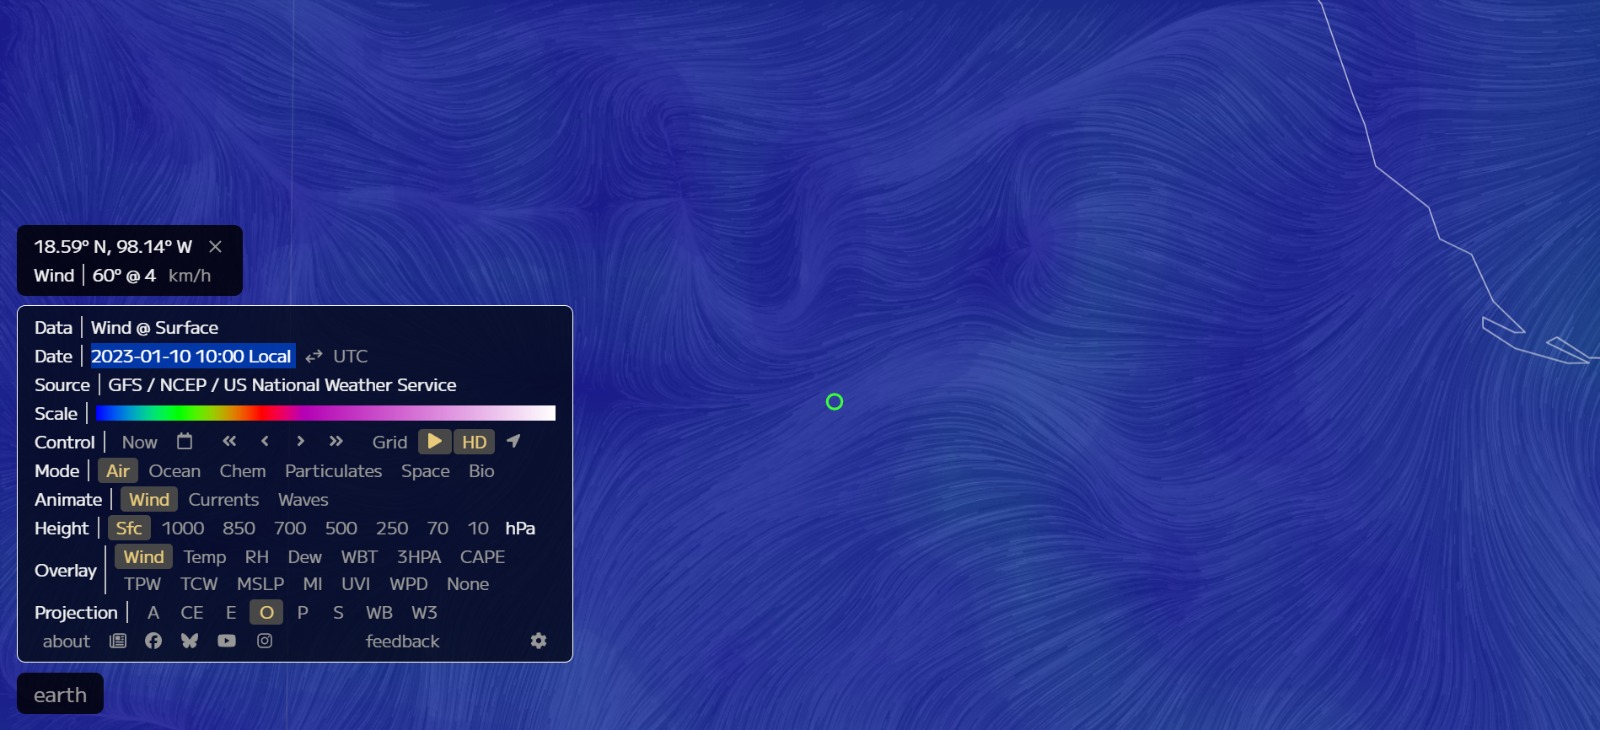 18.59° N, 98.14° W ×
Wind | 60° @ 4 km/h
Data | Wind @ Surface
Date | 2023-01-10 10:00 Local ⇄ UTC
Source | GFS / NCEP / US National Weather Service
Scale |
Control | Now « ‹ › » Grid HD
Mode | Air Ocean Chem Particulates Space Bio
Animate | Wind Currents Waves
Height | Sfc 1000 850 700 500 250 70 10 hPa
Overlay | Wind Temp RH Dew WBT 3HPA CAPE
TPW TCW MSLP MI UVI WPD None
Projection | A CE E O P S WB W3
about feedback
earth